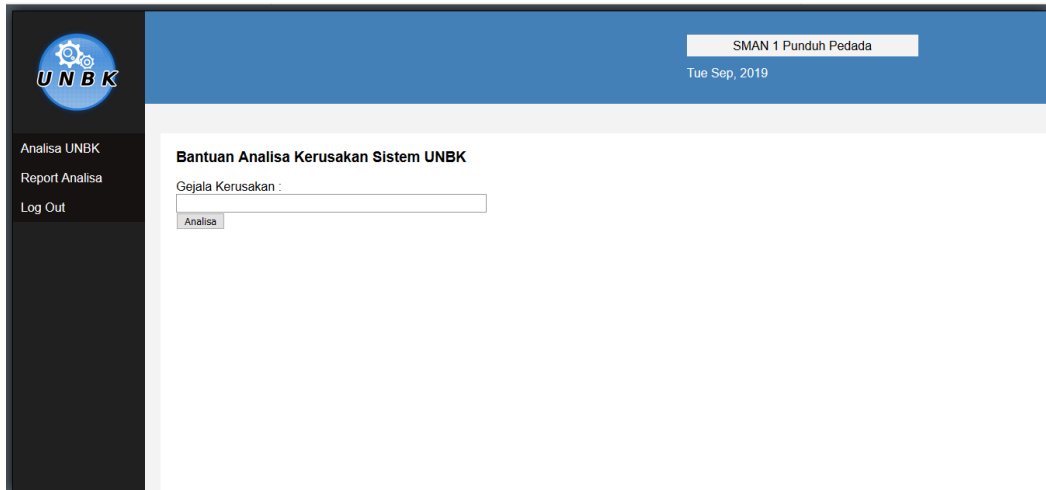 UNBK
SMAN 1 Punduh Pedada
Tue Sep, 2019
Analisa UNBK
Report Analisa
Log Out
Bantuan Analisa Kerusakan Sistem UNBK
Gejala Kerusakan :
Analisa